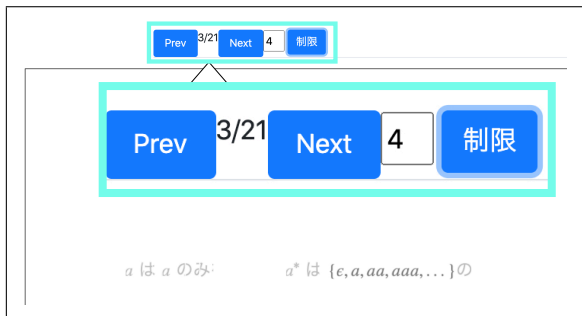 Prev 3/21 Next 4 制限
Prev 3/21 Next 4 制限
a は a のみ a* は {ϵ, a, aa, aaa, . . . }の